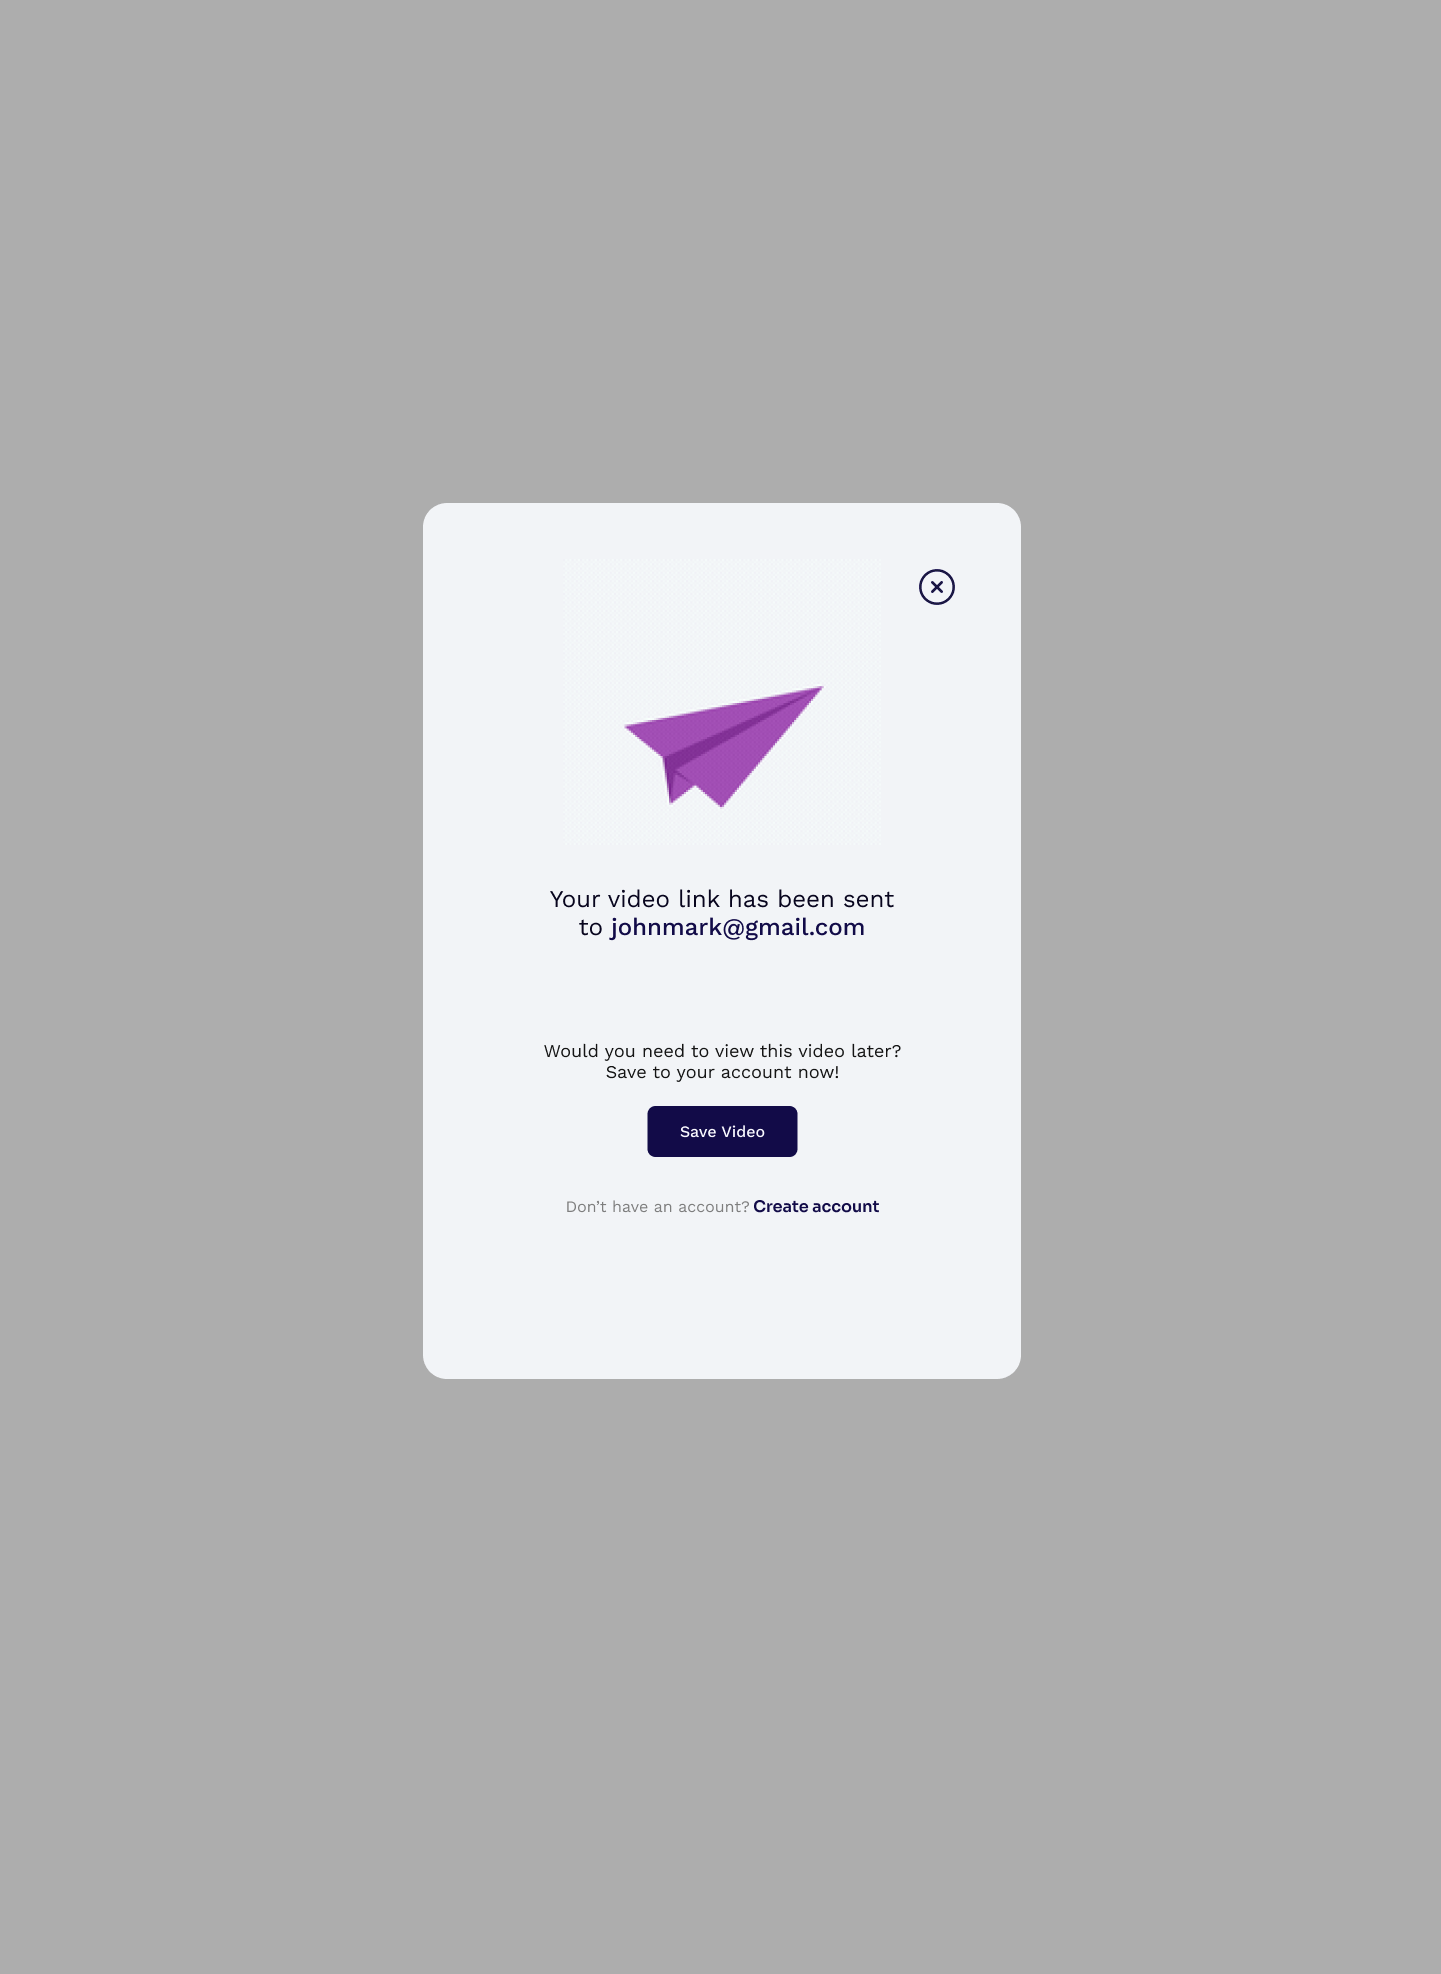 Your video link has been sent
to johnmark@gmail.com
Would you need to view this video later?
Save to your account now!
Save Video
Don’t have an account? Create account